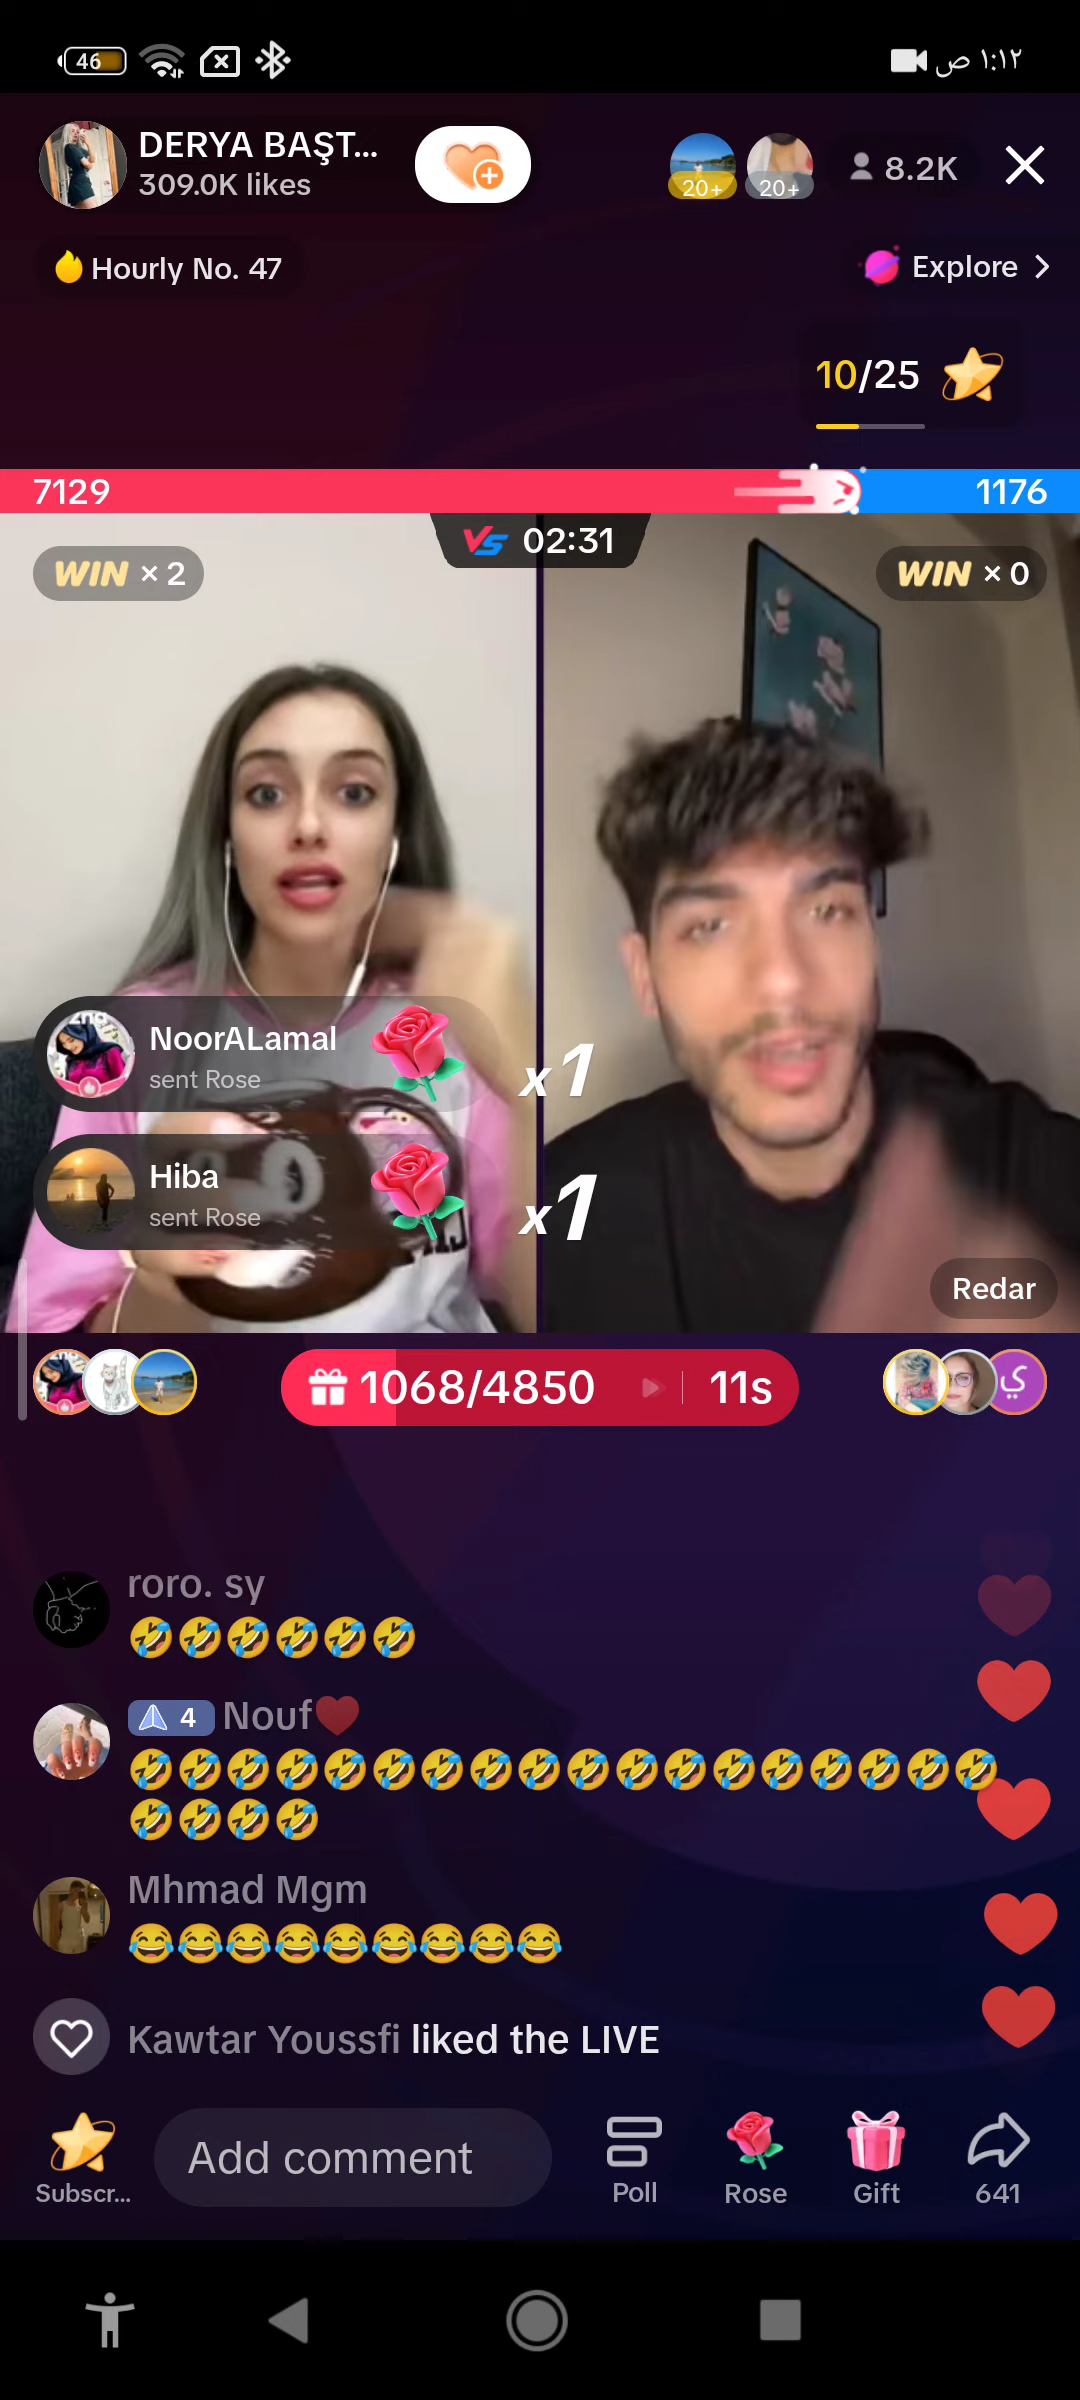 46
١:١٢ ص
DERYA BAŞT...
309.0K likes
20+
20+
8.2K
Hourly No. 47
Explore
10/25
7129
1176
VS 02:31
WIN × 2
WIN × 0
NoorALamal
sent Rose
x1
Hiba
sent Rose
x1
Redar
1068/4850
11s
ي
roro. sy
🤣🤣🤣🤣🤣🤣
4 Nouf❤️
🤣🤣🤣🤣🤣🤣🤣🤣🤣🤣🤣🤣🤣🤣🤣🤣🤣🤣
🤣🤣🤣🤣
Mhmad Mgm
😂😂😂😂😂😂😂😂😂
Kawtar Youssfi liked the LIVE
Subscr...
Add comment
Poll
Rose
Gift
641